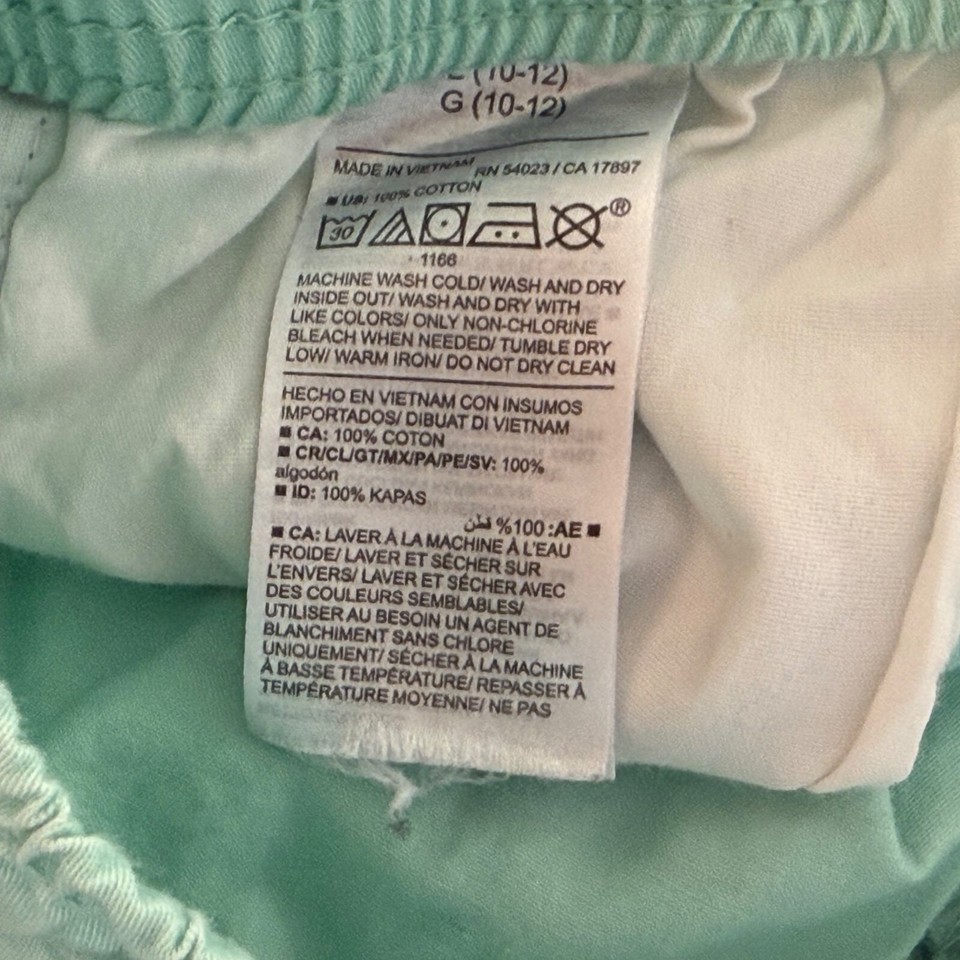 (10-12)
G (10-12)
MADE IN VIETNAM RN 54023 / CA 17897
■ US: 100% COTTON
30 ®
1166
MACHINE WASH COLD/ WASH AND DRY
INSIDE OUT/ WASH AND DRY WITH
LIKE COLORS/ ONLY NON-CHLORINE
BLEACH WHEN NEEDED/ TUMBLE DRY
LOW/ WARM IRON/ DO NOT DRY CLEAN
HECHO EN VIETNAM CON INSUMOS
IMPORTADOS/ DIBUAT DI VIETNAM
■ CA: 100% COTON
■ CR/CL/GT/MX/PA/PE/SV: 100%
algodón
■ ID: 100% KAPAS
■ AE: 100% قطن
■ CA: LAVER À LA MACHINE À L'EAU
FROIDE/ LAVER ET SÉCHER SUR
L'ENVERS/ LAVER ET SÉCHER AVEC
DES COULEURS SEMBLABLES/
UTILISER AU BESOIN UN AGENT DE
BLANCHIMENT SANS CHLORE
UNIQUEMENT/ SÉCHER À LA MACHINE
À BASSE TEMPÉRATURE/ REPASSER À
TEMPÉRATURE MOYENNE/ NE PAS